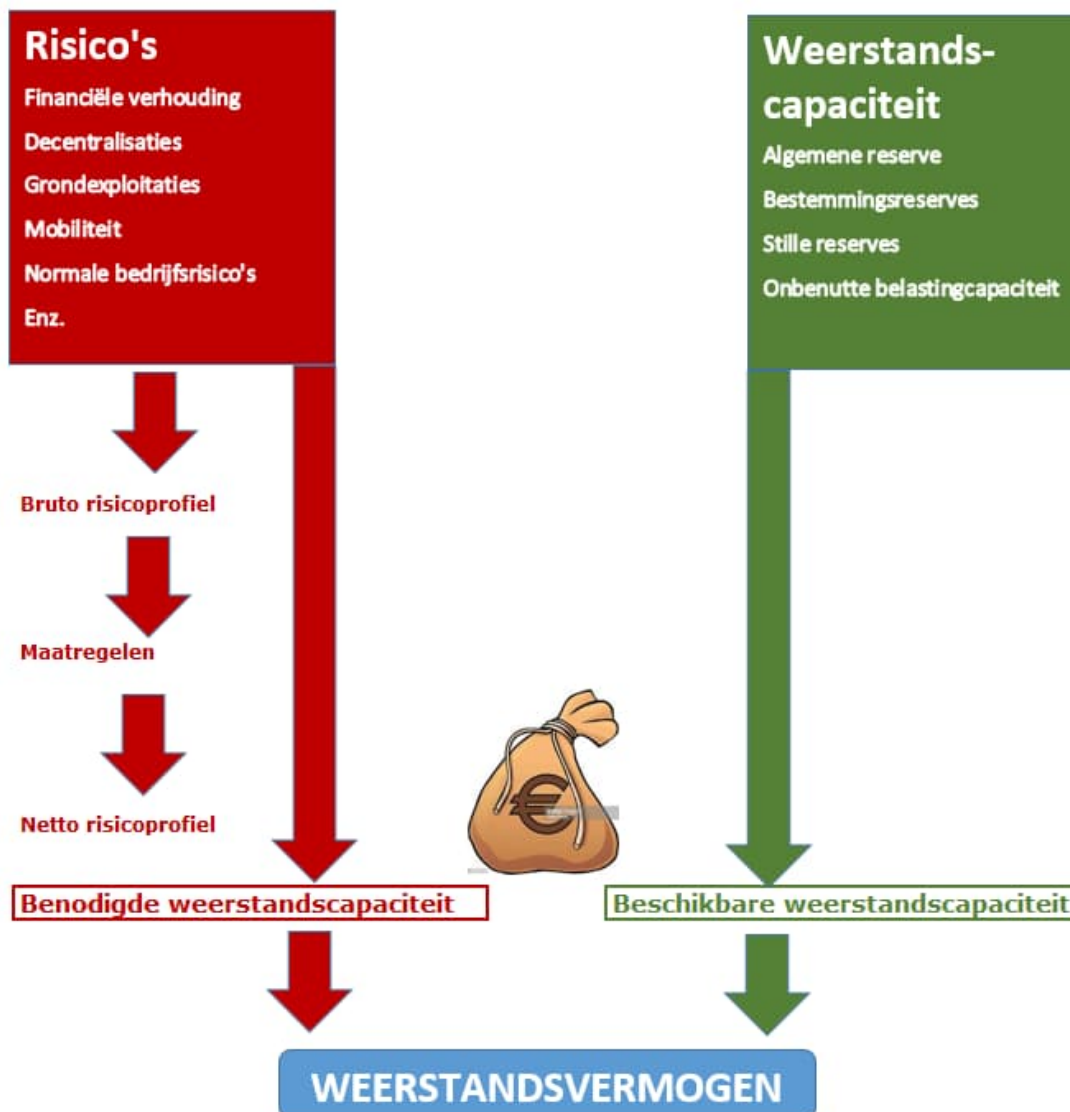 Risico's
Financiële verhouding
Decentralisaties
Grondexploitaties
Mobiliteit
Normale bedrijfsrisico's
Enz.
Weerstands-
capaciteit
Algemene reserve
Bestemmingsreserves
Stille reserves
Onbenutte belastingcapaciteit
Bruto risicoprofiel
Maatregelen
Netto risicoprofiel
€
Benodigde weerstandscapaciteit
Beschikbare weerstandscapaciteit
WEERSTANDSVERMOGEN